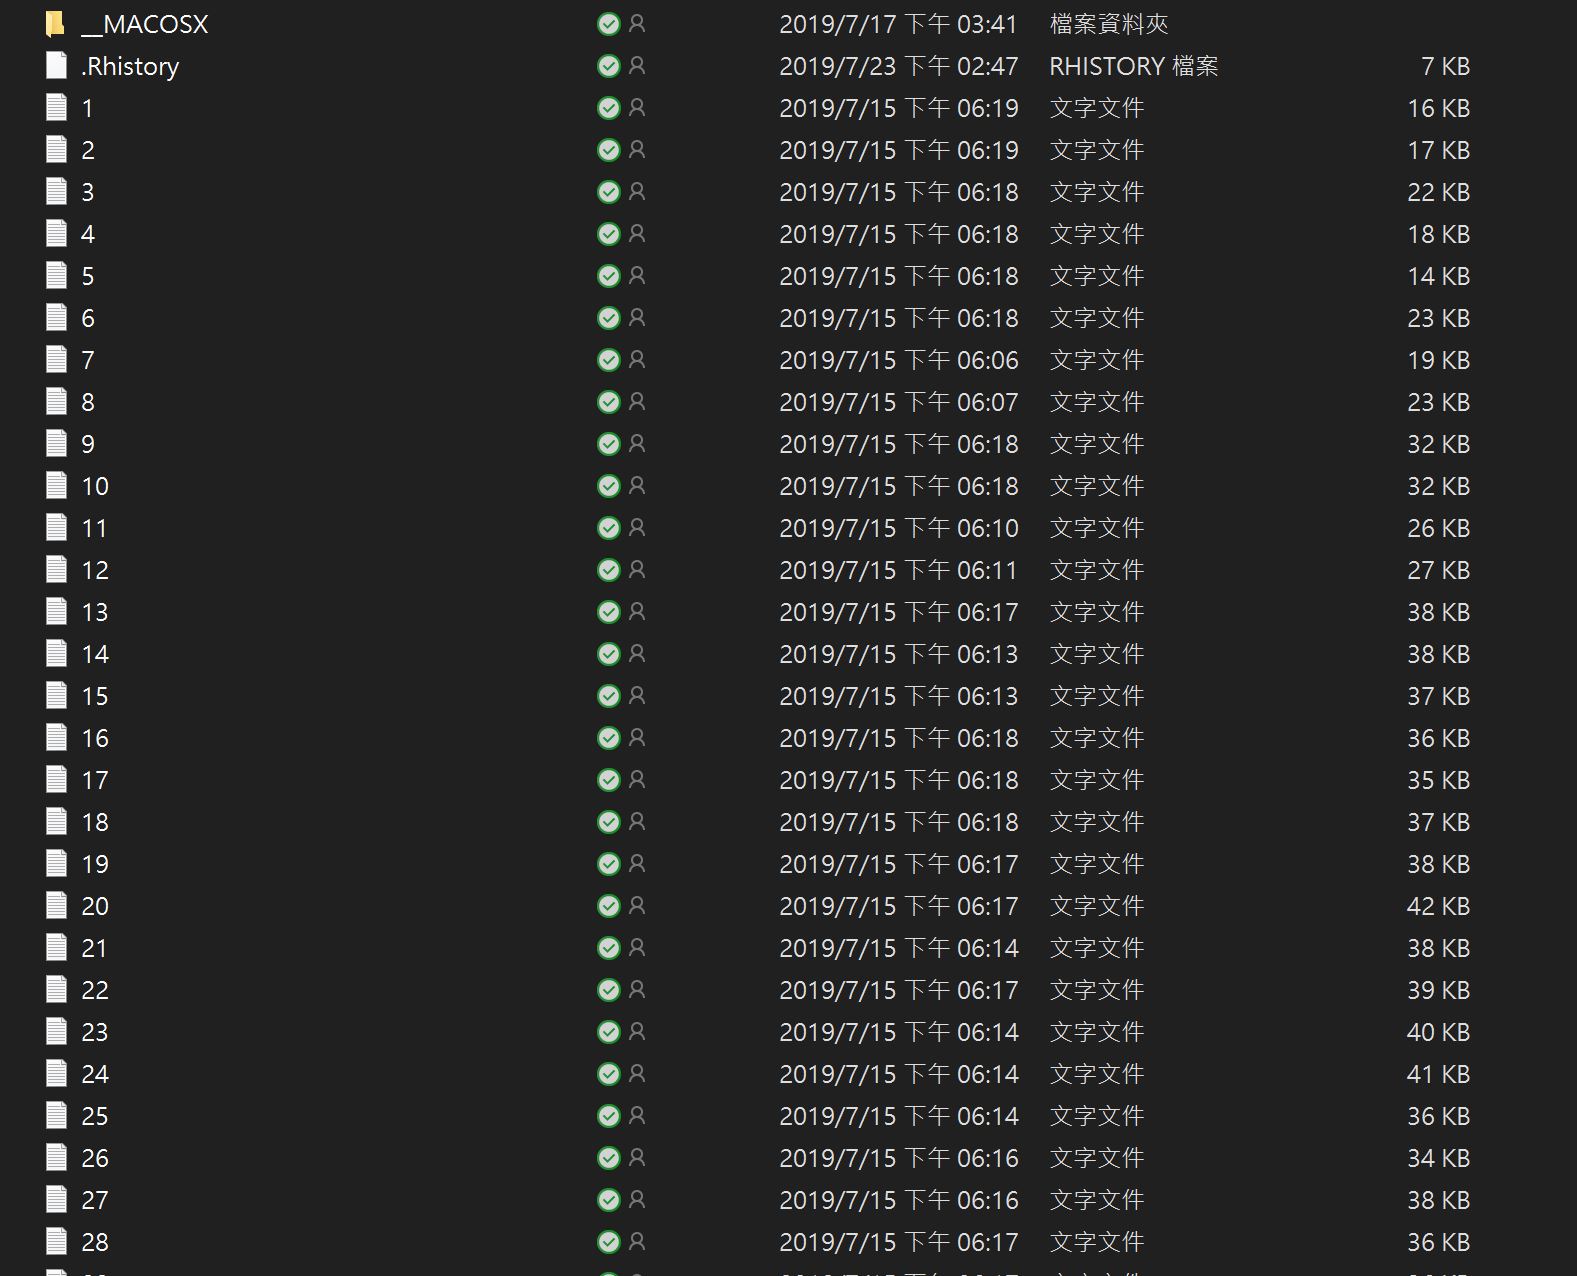 __MACOSX 2019/7/17 下午 03:41 檔案資料夾
.Rhistory 2019/7/23 下午 02:47 RHISTORY 檔案 7 KB
1 2019/7/15 下午 06:19 文字文件 16 KB
2 2019/7/15 下午 06:19 文字文件 17 KB
3 2019/7/15 下午 06:18 文字文件 22 KB
4 2019/7/15 下午 06:18 文字文件 18 KB
5 2019/7/15 下午 06:18 文字文件 14 KB
6 2019/7/15 下午 06:18 文字文件 23 KB
7 2019/7/15 下午 06:06 文字文件 19 KB
8 2019/7/15 下午 06:07 文字文件 23 KB
9 2019/7/15 下午 06:18 文字文件 32 KB
10 2019/7/15 下午 06:18 文字文件 32 KB
11 2019/7/15 下午 06:10 文字文件 26 KB
12 2019/7/15 下午 06:11 文字文件 27 KB
13 2019/7/15 下午 06:17 文字文件 38 KB
14 2019/7/15 下午 06:13 文字文件 38 KB
15 2019/7/15 下午 06:13 文字文件 37 KB
16 2019/7/15 下午 06:18 文字文件 36 KB
17 2019/7/15 下午 06:18 文字文件 35 KB
18 2019/7/15 下午 06:18 文字文件 37 KB
19 2019/7/15 下午 06:17 文字文件 38 KB
20 2019/7/15 下午 06:17 文字文件 42 KB
21 2019/7/15 下午 06:14 文字文件 38 KB
22 2019/7/15 下午 06:17 文字文件 39 KB
23 2019/7/15 下午 06:14 文字文件 40 KB
24 2019/7/15 下午 06:14 文字文件 41 KB
25 2019/7/15 下午 06:14 文字文件 36 KB
26 2019/7/15 下午 06:16 文字文件 34 KB
27 2019/7/15 下午 06:16 文字文件 38 KB
28 2019/7/15 下午 06:17 文字文件 36 KB